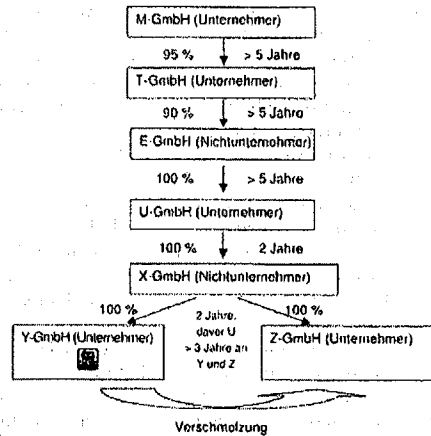 M-GmbH (Unternehmer)
95 % > 5 Jahre
T-GmbH (Unternehmer)
90 % > 5 Jahre
E-GmbH (Nichtunternehmer)
100 % > 5 Jahre
U-GmbH (Unternehmer)
100 % 2 Jahre
X-GmbH (Nichtunternehmer)
100 % 100 %
2 Jahre,
davor U
> 3 Jahre an
Y und Z
Y-GmbH (Unternehmer) Z-GmbH (Unternehmer)
Verschmelzung